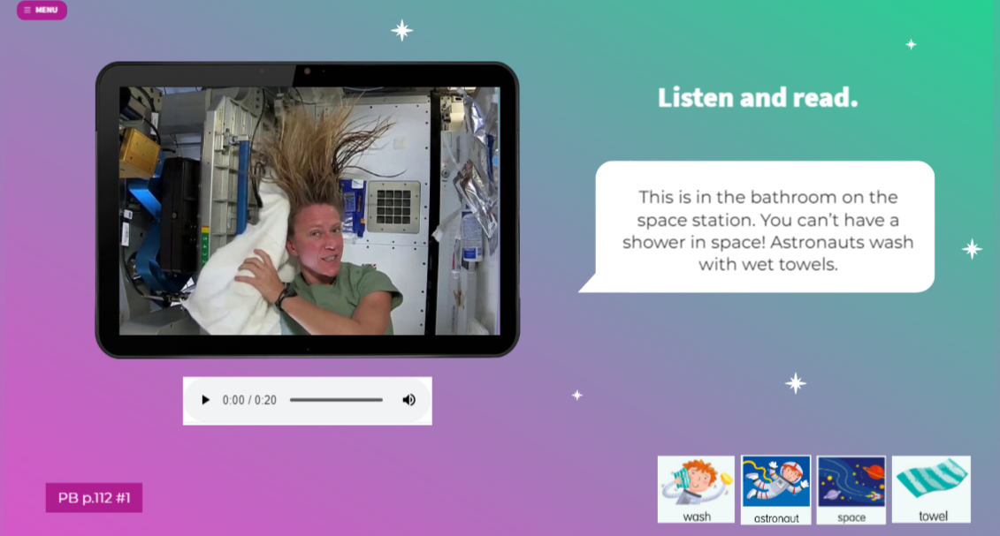 MENU
Listen and read.
This is in the bathroom on the
space station. You can't have a
shower in space! Astronauts wash
with wet towels.
0:00 / 0:20
PB p.112 #1
wash
astronaut
space
towel